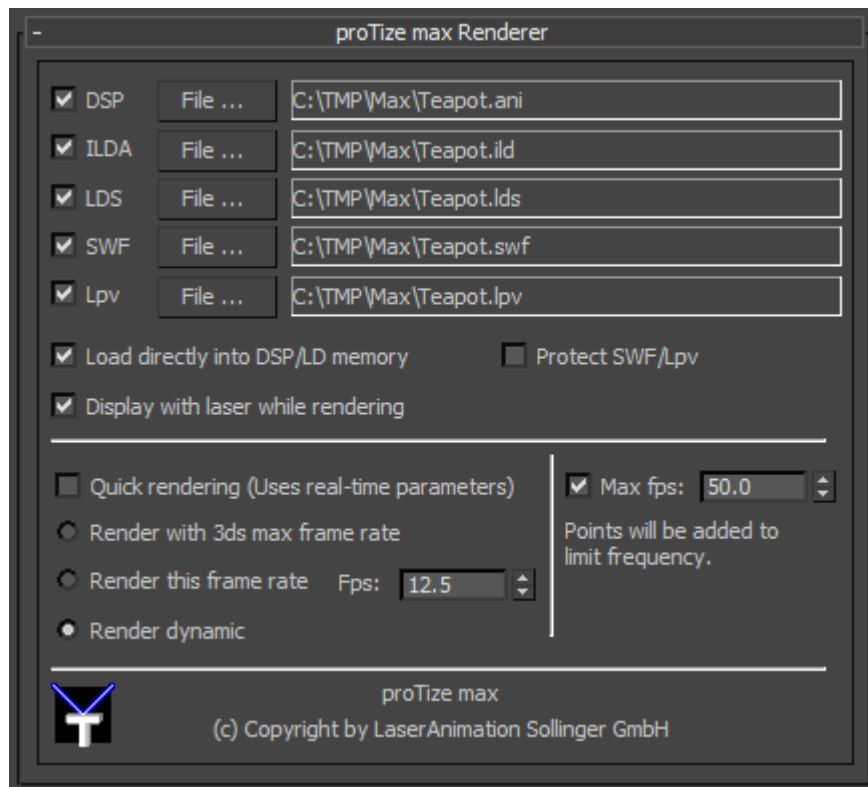 - proTize max Renderer
DSP File ... C:\TMP\Max\Teapot.ani
ILDA File ... C:\TMP\Max\Teapot.ild
LDS File ... C:\TMP\Max\Teapot.lds
SWF File ... C:\TMP\Max\Teapot.swf
Lpv File ... C:\TMP\Max\Teapot.lpv
Load directly into DSP/LD memory Protect SWF/Lpv
Display with laser while rendering
Quick rendering (Uses real-time parameters)
Render with 3ds max frame rate
Render this frame rate Fps: 12.5
Render dynamic
Max fps: 50.0
Points will be added to
limit frequency.
T
proTize max
(c) Copyright by LaserAnimation Sollinger GmbH